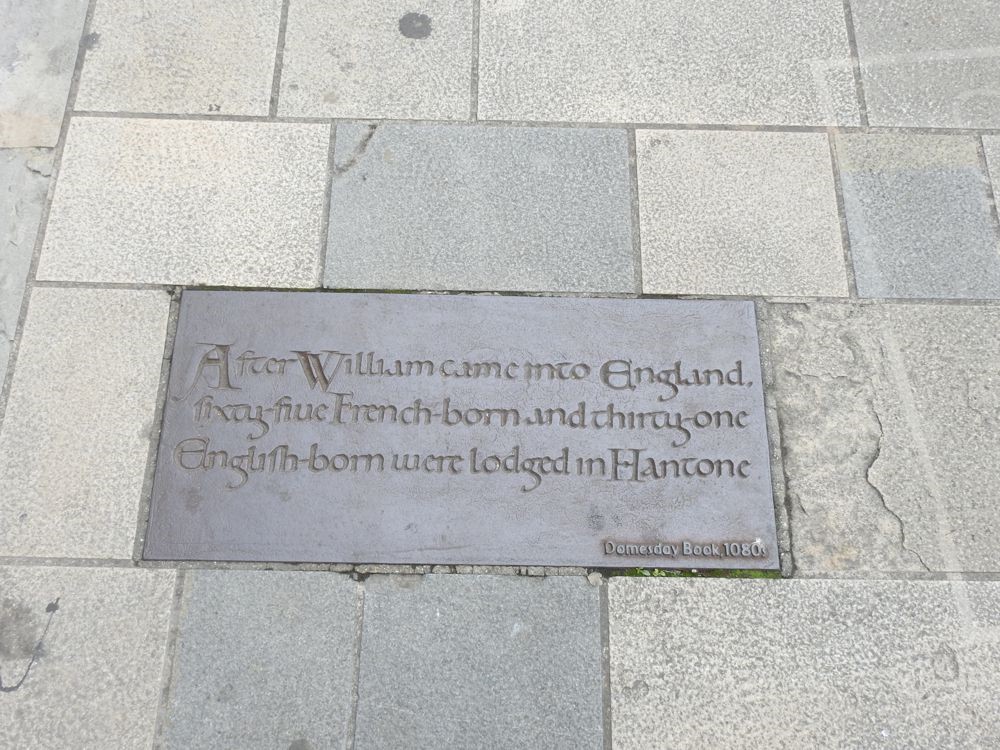 After William came into England,
sixty-five French-born and thirty-one
English-born were lodged in Hantone
Domesday Book, 1080s